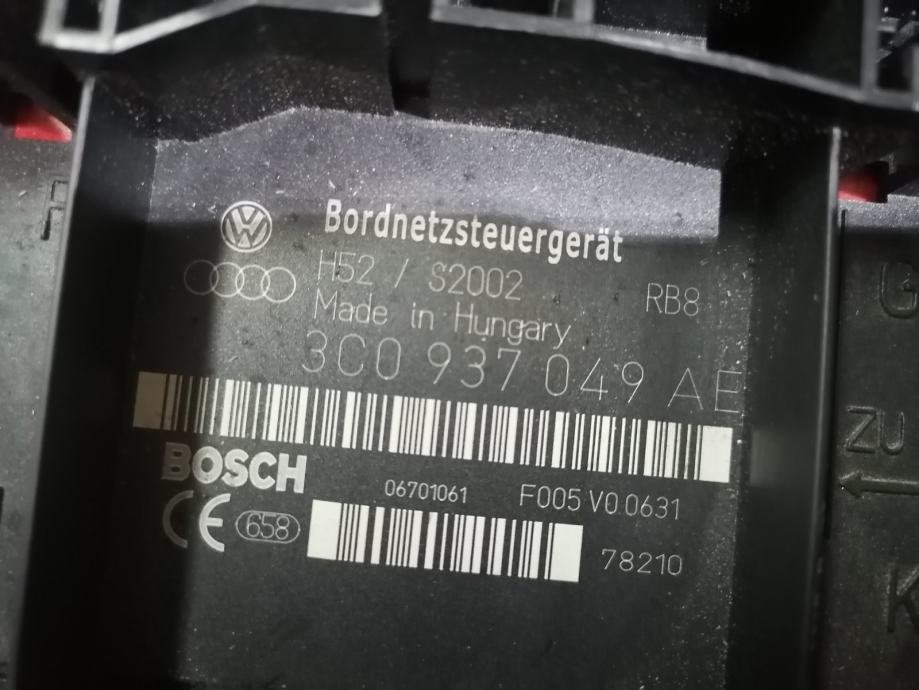 Bordnetzsteuergerät
H52 / S2002 RB8
Made in Hungary
3C0 937 049 AE
BOSCH
06701061 F005 V0 0631
CE 658
78210
ZU
K